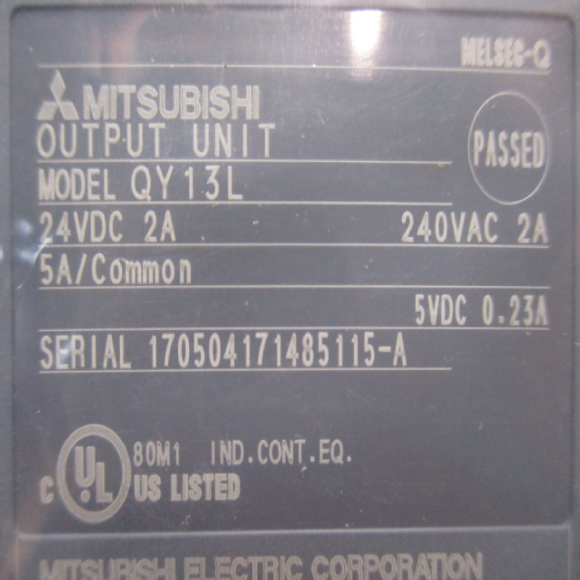 MELSEC-Q
MITSUBISHI
OUTPUT UNIT
PASSED
MODEL QY13L
24VDC 2A 240VAC 2A
5A/Common
5VDC 0.23A
SERIAL 170504171485115-A
80M1 IND.CONT.EQ.
C UL US LISTED
MITSUBISHI ELECTRIC CORPORATION